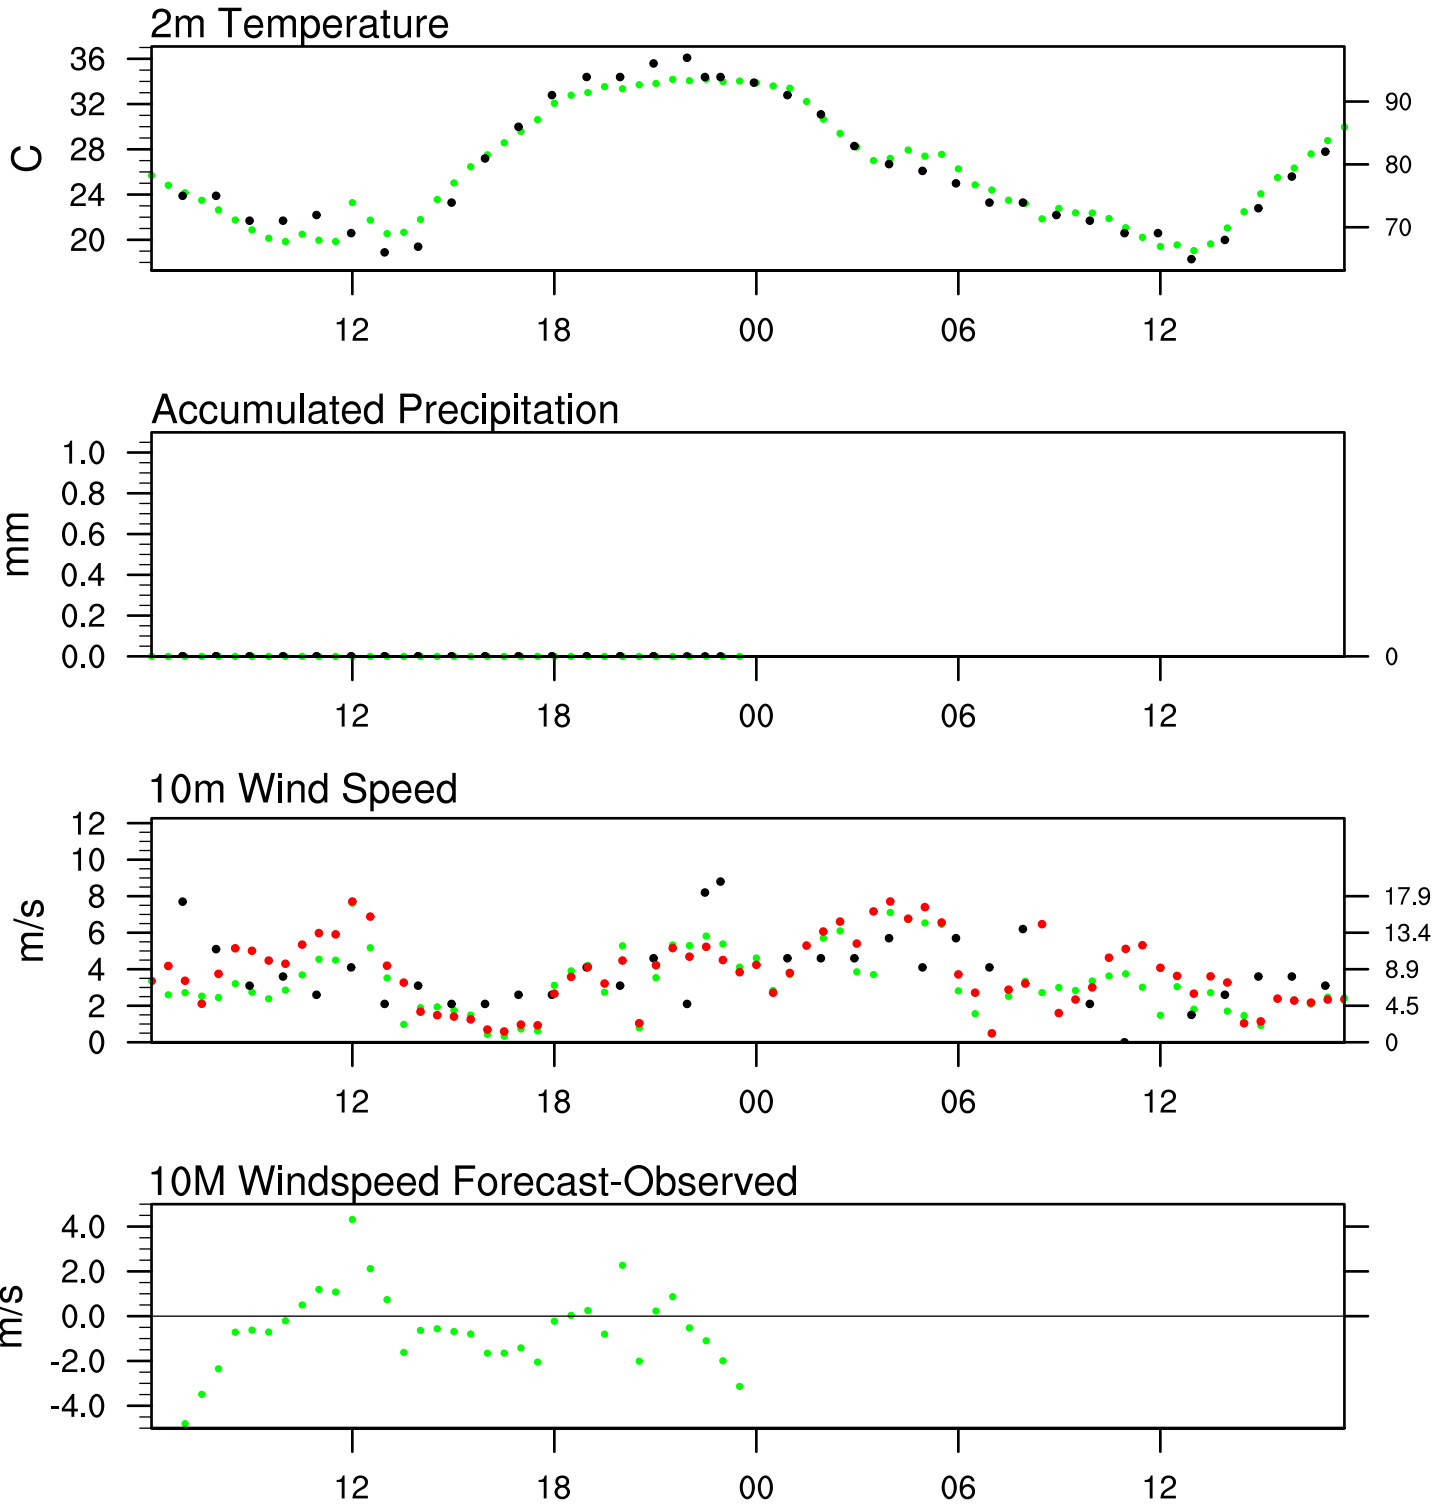 2m Temperature
36
32
28
24
20
C
90
80
70
12 18 00 06 12
Accumulated Precipitation
1.0
0.8
0.6
0.4
0.2
0.0
mm
0
12 18 00 06 12
10m Wind Speed
12
10
8
6
4
2
0
m/s
17.9
13.4
8.9
4.5
0
12 18 00 06 12
10M Windspeed Forecast-Observed
4.0
2.0
0.0
-2.0
-4.0
m/s
12 18 00 06 12